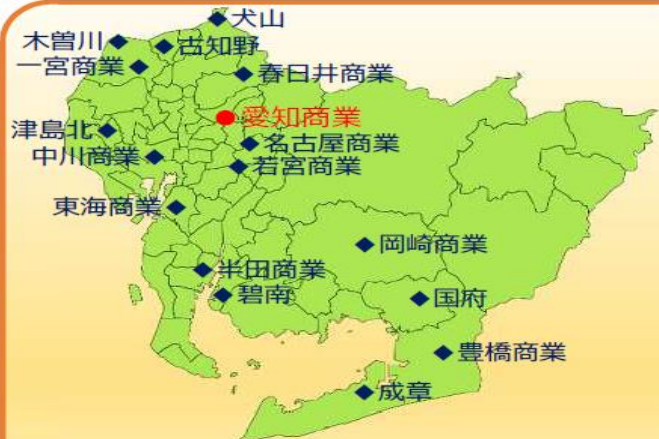 犬山
木曽川
古知野
一宮商業
春日井商業
愛知商業
津島北
名古屋商業
中川商業
若宮商業
東海商業
岡崎商業
半田商業
碧南
国府
豊橋商業
成章